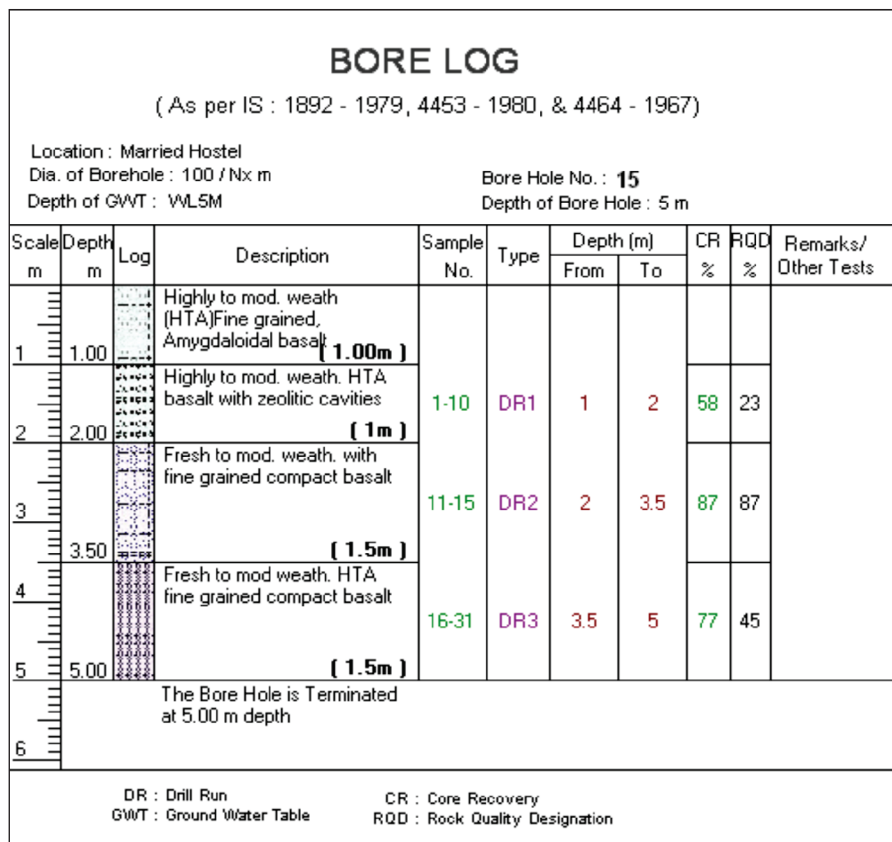 BORE LOG
( As per IS : 1892 - 1979, 4453 - 1980, & 4464 - 1967)
Location : Married Hostel
Dia. of Borehole : 100 / Nx m
Bore Hole No. : 15
Depth of GWT : WL5M
Depth of Bore Hole : 5 m
Scale m
Depth m
Log
Description
Sample No.
Type
Depth (m)
From
To
CR %
RQD %
Remarks/
Other Tests
Highly to mod. weath
(HTA)Fine grained,
Amygdaloidal basalt
( 1.00m )
1 1.00
Highly to mod. weath. HTA
basalt with zeolitic cavities
1-10 DR1 1 2 58 23
( 1m )
2 2.00
Fresh to mod. weath. with
fine grained compact basalt
11-15 DR2 2 3.5 87 87
3
3.50
( 1.5m )
Fresh to mod weath. HTA
fine grained compact basalt
4
16-31 DR3 3.5 5 77 45
5 5.00
( 1.5m )
The Bore Hole is Terminated
at 5.00 m depth
6
DR : Drill Run
CR : Core Recovery
GWT : Ground Water Table
RQD : Rock Quality Designation